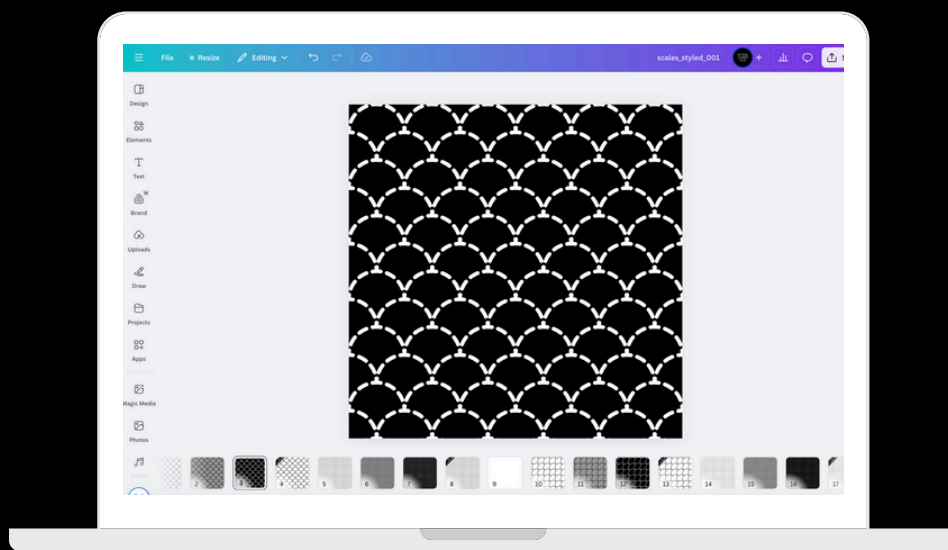 File
Resize
Editing
scales_styled_001
Design
Elements
Text
Brand
Uploads
Draw
Projects
Apps
Magic Media
Photos
2
3
4
5
6
7
8
9
10
11
12
13
14
15
16
17